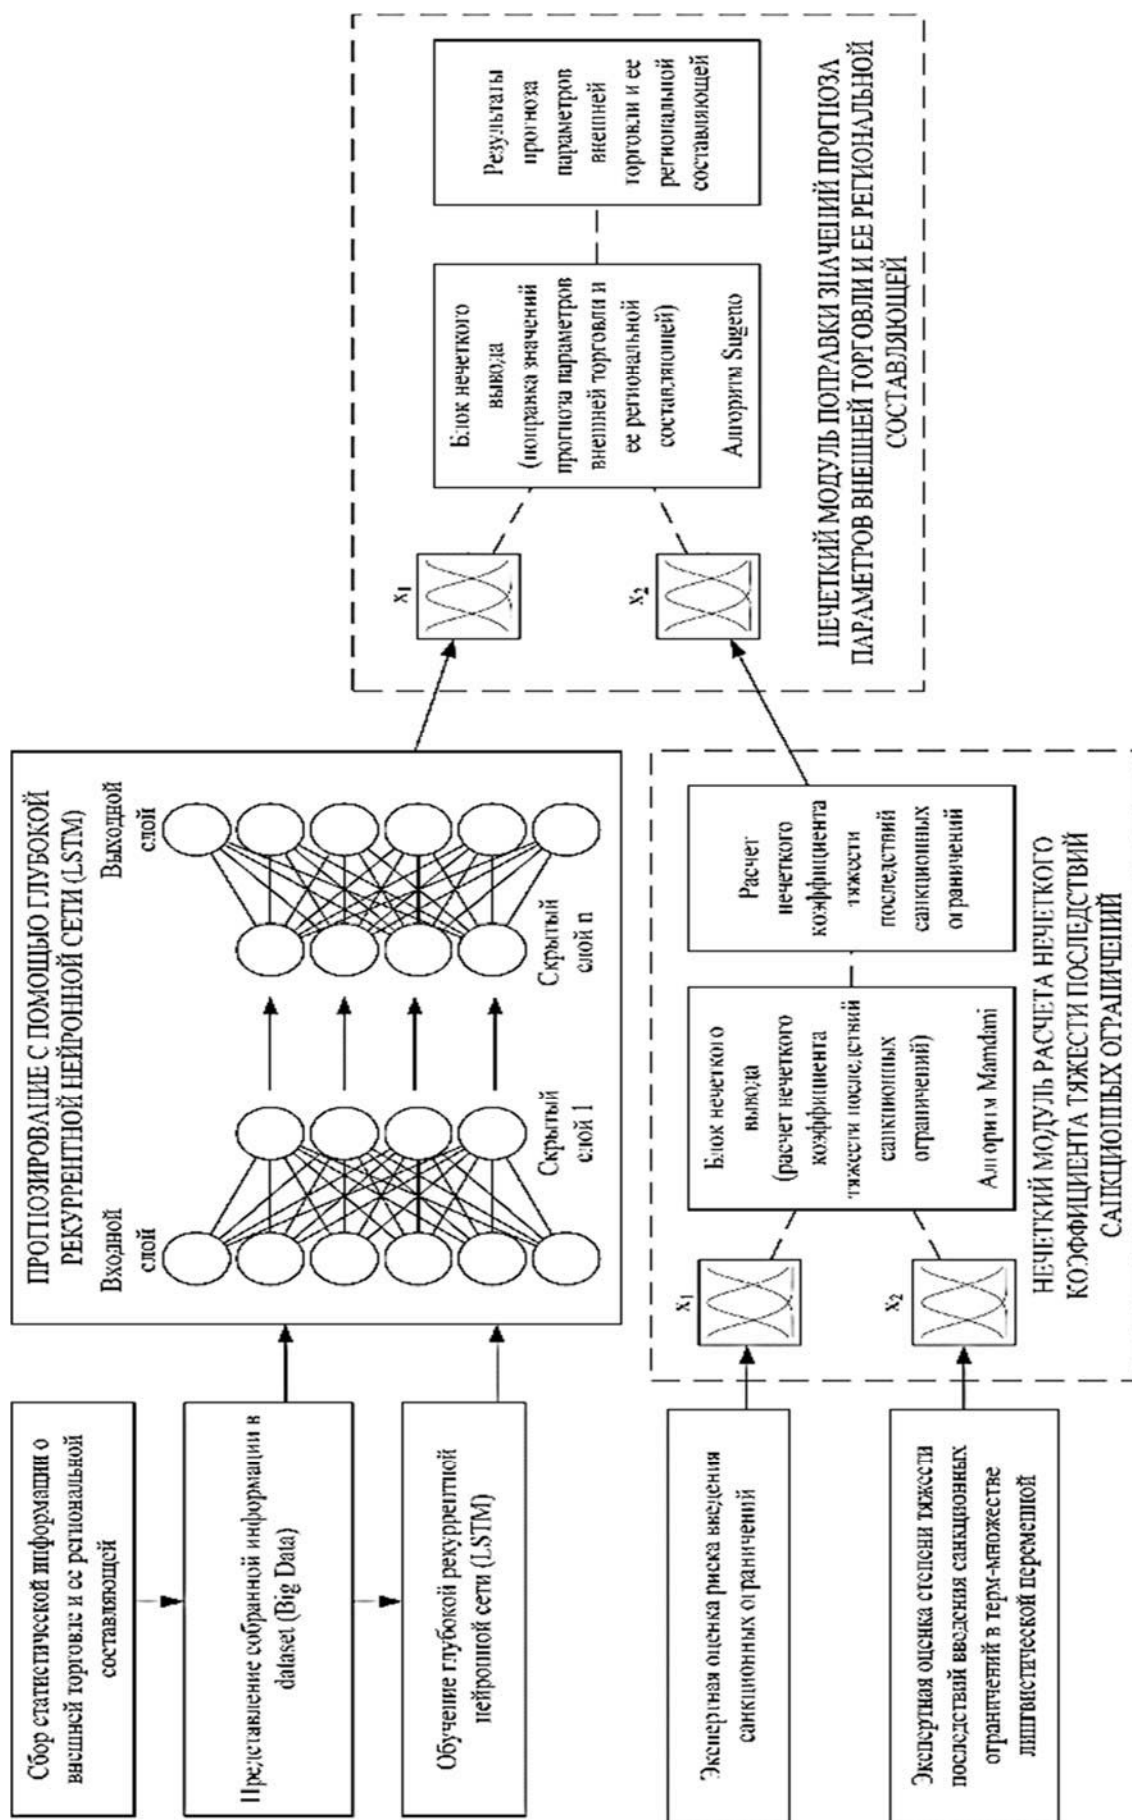 Сбор статистической информации о
внешней торговле и ее региональной
составляющей
Представление собранной информации в
dataset (Big Data)
Обучение глубокой рекуррентной
нейронной сети (LSTM)
ПРОГНОЗИРОВАНИЕ С ПОМОЩЬЮ ГЛУБОКОЙ
РЕКУРРЕНТНОЙ НЕЙРОННОЙ СЕТИ (LSTM)
Входной
слой
Скрытый
слой 1
Скрытый
слой n
Выходной
слой
Экспертная оценка риска введения
санкционных ограничений
Экспертная оценка степени тяжести
последствий введения санкционных
ограничений в терм-множестве
лингвистической переменной
x1
x2
Блок нечеткого
вывода
(расчет нечеткого
коэффициента
тяжести последствий
санкционных
ограничений)
Алгоритм Mamdani
Расчет
нечеткого
коэффициента
тяжести
последствий
санкционных
ограничений
НЕЧЕТКИЙ МОДУЛЬ РАСЧЕТА НЕЧЕТКОГО
КОЭФФИЦИЕНТА ТЯЖЕСТИ ПОСЛЕДСТВИЙ
САНКЦИОННЫХ ОГРАНИЧЕНИЙ
x1
x2
Блок нечеткого
вывода
(поправка значений
прогноза параметров
внешней торговли и
ее региональной
составляющей)
Алгоритм Sugeno
Результаты
прогноза
параметров
внешней
торговли и ее
региональной
составляющей
НЕЧЕТКИЙ МОДУЛЬ ПОПРАВКИ ЗНАЧЕНИЙ ПРОГНОЗА
ПАРАМЕТРОВ ВНЕШНЕЙ ТОРГОВЛИ И ЕЕ РЕГИОНАЛЬНОЙ
СОСТАВЛЯЮЩЕЙ